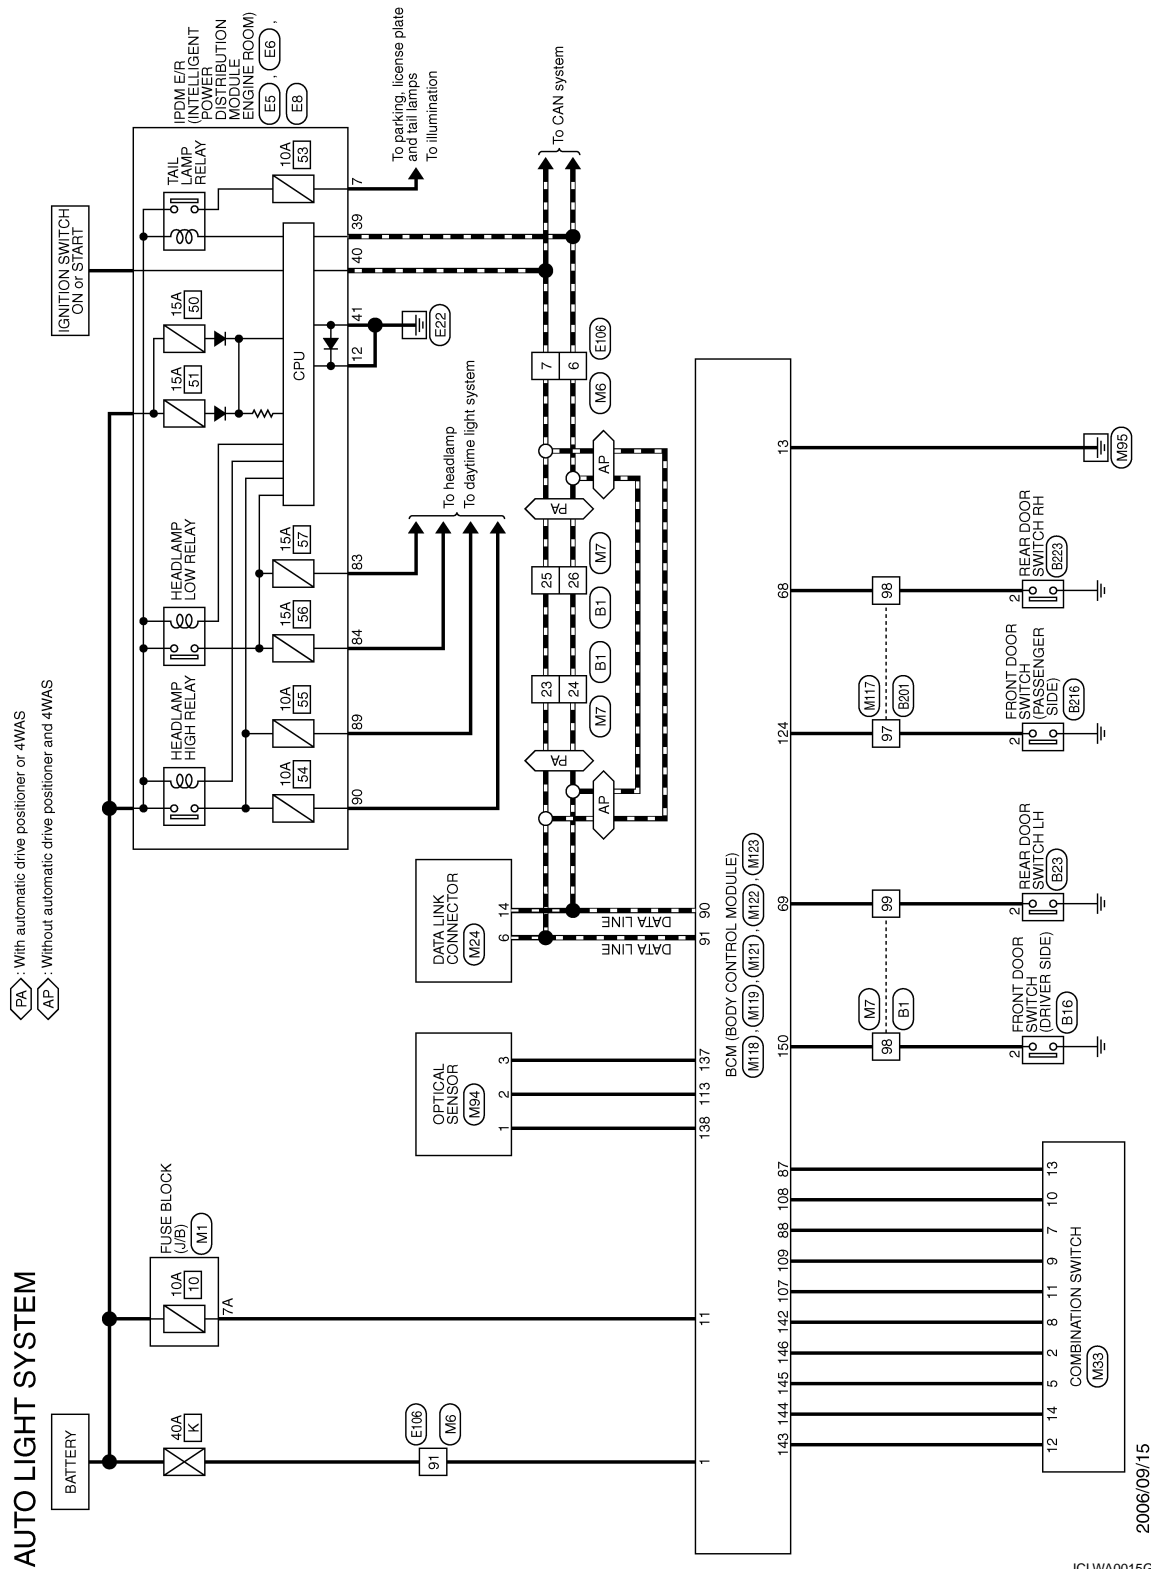 AUTO LIGHT SYSTEM
PA : With automatic drive positioner or 4WAS
AP : Without automatic drive positioner and 4WAS
BATTERY
IGNITION SWITCH
ON or START
40A
K
E106
M6
91
1
FUSE BLOCK
(J/B)
M1
10A
10
7A
11
IPDM E/R
(INTELLIGENT
POWER
DISTRIBUTION
MODULE
ENGINE ROOM)
E5 , E6 ,
E8
HEADLAMP
HIGH RELAY
10A
54
10A
55
HEADLAMP
LOW RELAY
15A
56
15A
57
15A
51
15A
50
CPU
TAIL
LAMP
RELAY
10A
53
90
89
84
83
12
41
40
39
7
E22
To headlamp
To daytime light system
To parking, license plate
and tail lamps
To illumination
To CAN system
OPTICAL
SENSOR
M94
1
2
3
138
113
137
DATA LINK
CONNECTOR
M24
6
14
DATA LINE
DATA LINE
91
90
PA
AP
23
24
M7
B1
25
26
B1
M7
PA
AP
7
6
M6
E106
BCM (BODY CONTROL MODULE)
M118 , M119 , M121 , M122 , M123
143
144
145
146
142
107
109
88
108
87
12
14
5
2
8
11
9
7
10
13
COMBINATION SWITCH
M33
150
69
124
68
13
M7
B1
98
99
M117
B201
97
98
2
FRONT DOOR
SWITCH
(DRIVER SIDE)
B16
2
REAR DOOR
SWITCH LH
B23
2
FRONT DOOR
SWITCH
(PASSENGER
SIDE)
B216
2
REAR DOOR
SWITCH RH
B223
M95
2006/09/15
JCLWA0015G